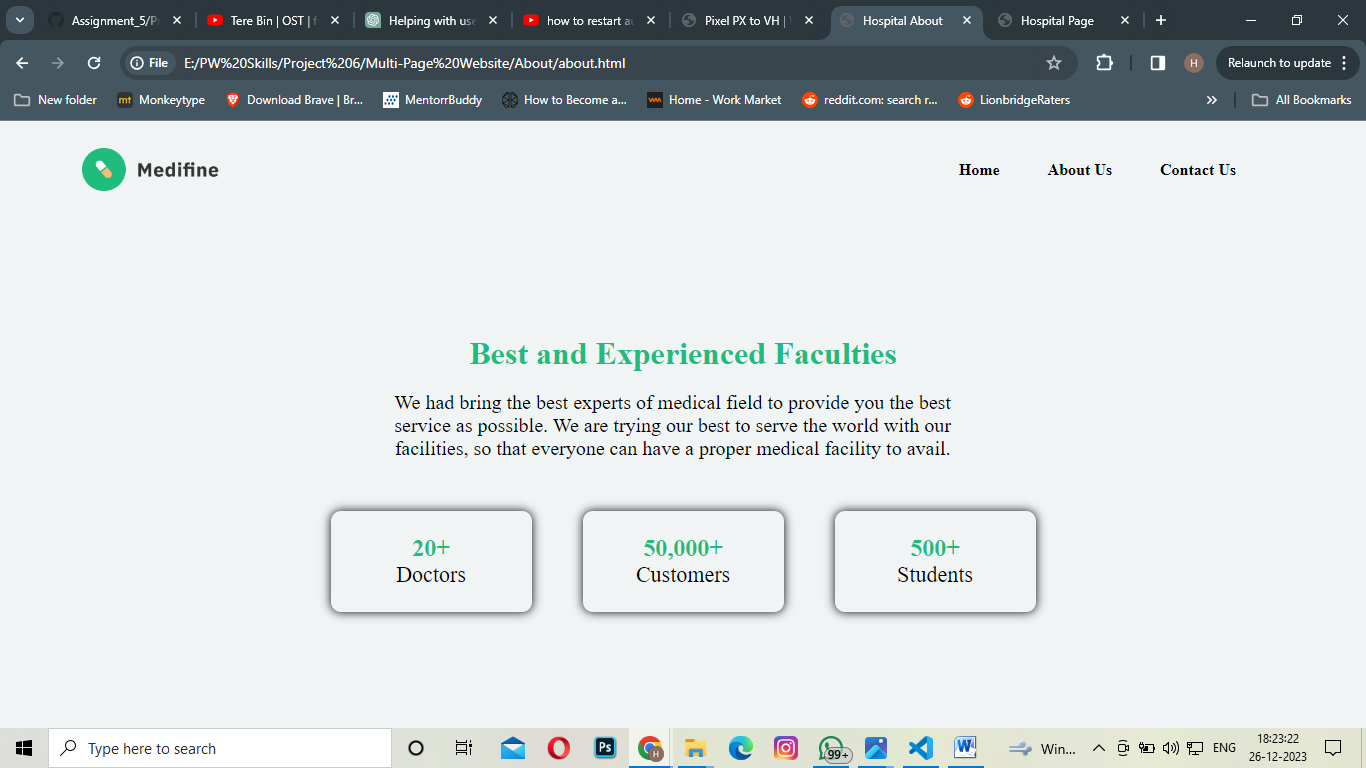 Assignment_5/P
Tere Bin | OST | f
Helping with use
how to restart au
Pixel PX to VH |
Hospital About
Hospital Page
File
E:/PW%20Skills/Project%206/Multi-Page%20Website/About/about.html
H
Relaunch to update
New folder
mt
Monkeytype
Download Brave | Br...
MentorrBuddy
How to Become a...
Home - Work Market
reddit.com: search r...
LionbridgeRaters
All Bookmarks
Medifine
Home
About Us
Contact Us
Best and Experienced Faculties
We had bring the best experts of medical field to provide you the best
service as possible. We are trying our best to serve the world with our
facilities, so that everyone can have a proper medical facility to avail.
20+
Doctors
50,000+
Customers
500+
Students
Type here to search
Ps
H
99+
W
Win...
ENG
18:23:22
26-12-2023